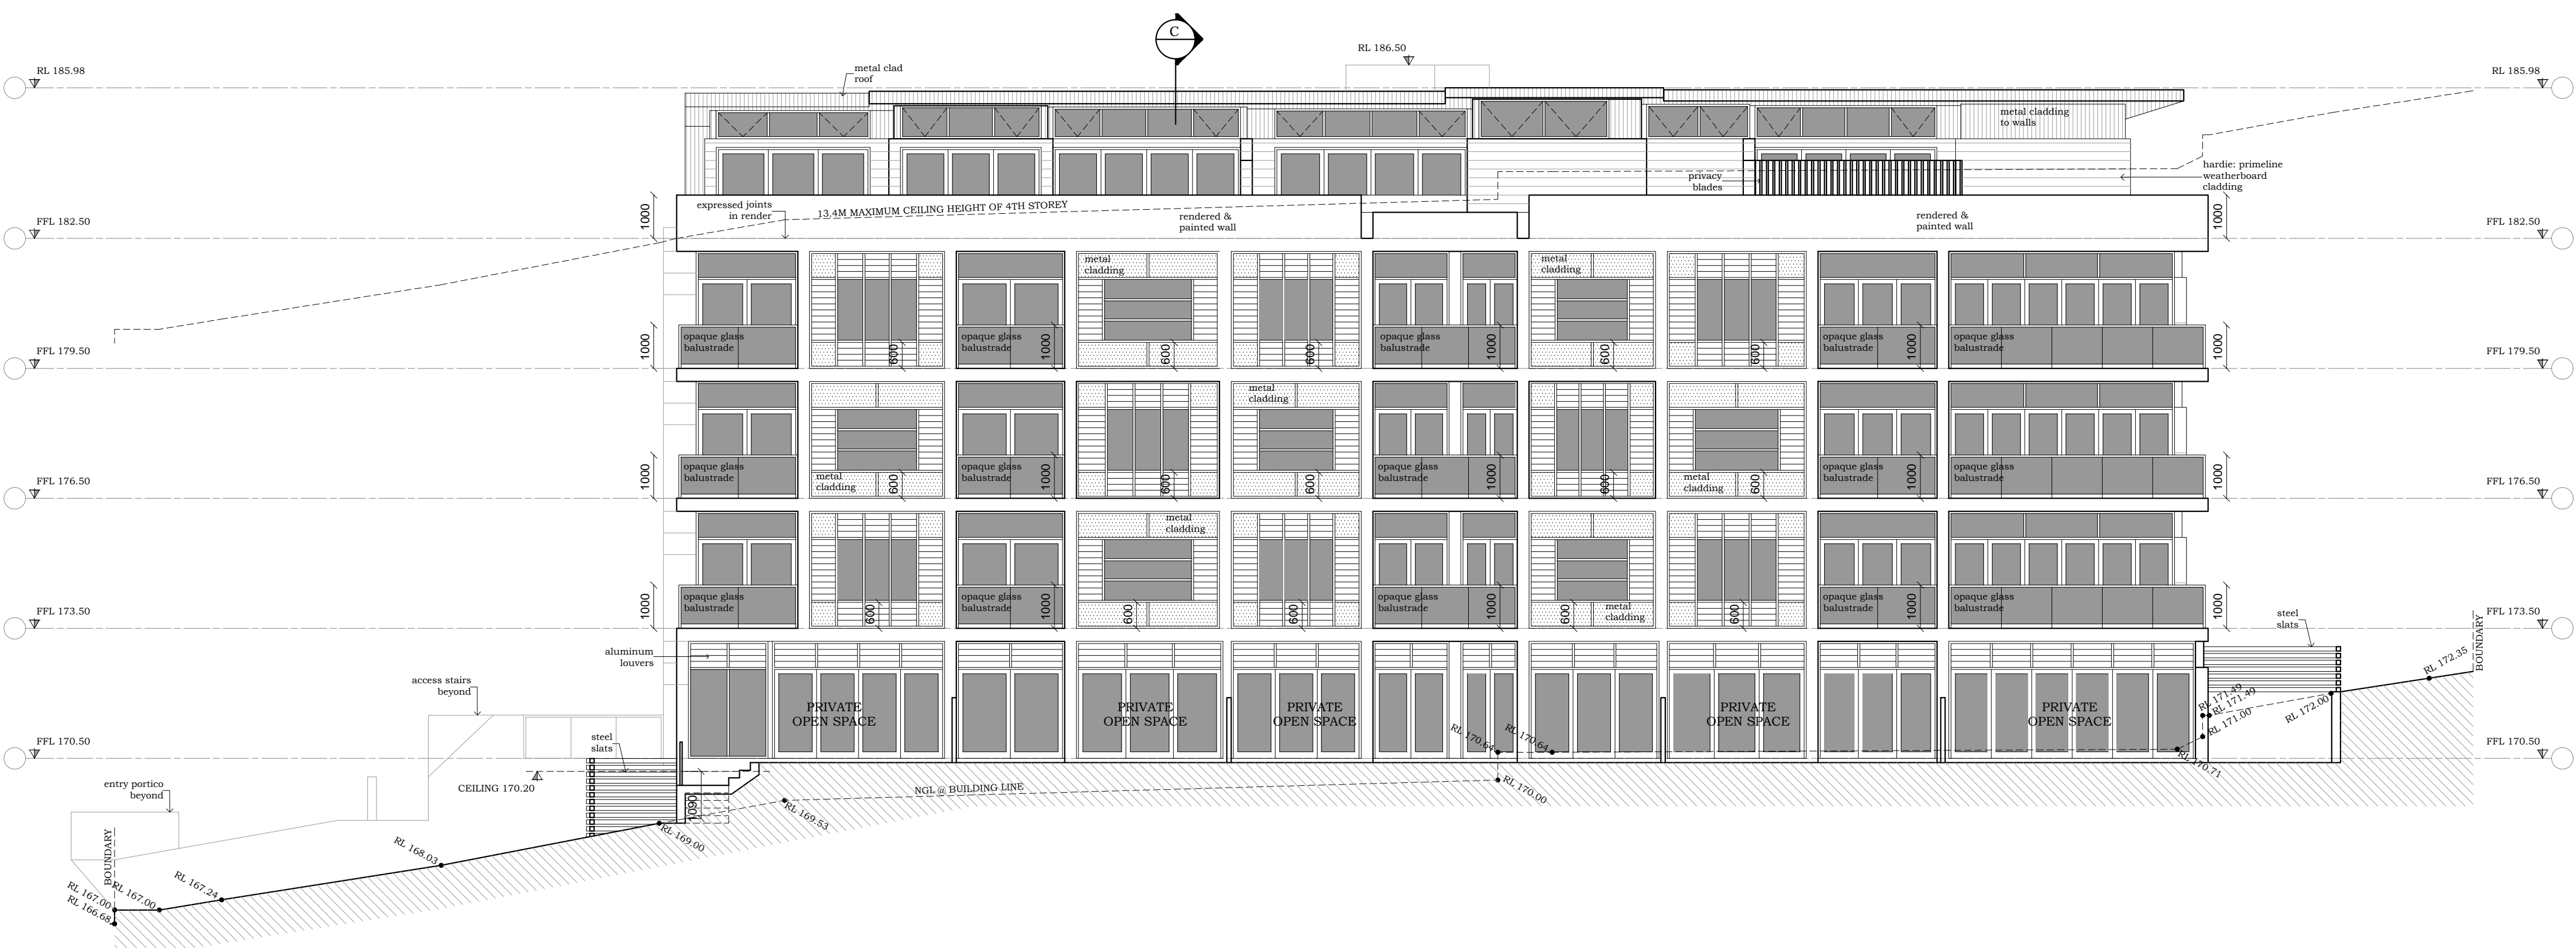 C
RL 186.50
RL 185.98
metal clad
roof
RL 185.98
metal cladding
to walls
hardie: primeline
weatherboard
cladding
privacy
blades
expressed joints
in render
13.4M MAXIMUM CEILING HEIGHT OF 4TH STOREY
1000
rendered &
painted wall
rendered &
painted wall
1000
FFL 182.50
FFL 182.50
metal
cladding
metal
cladding
FFL 179.50
1000
opaque glass
balustrade
600
opaque glass
balustrade
1000
600
600
opaque glass
balustrade
1000
600
600
opaque glass
balustrade
1000
opaque glass
balustrade
1000
FFL 179.50
metal
cladding
FFL 176.50
1000
opaque glass
balustrade
metal
cladding
600
opaque glass
balustrade
1000
600
600
opaque glass
balustrade
1000
600
metal
cladding
600
opaque glass
balustrade
1000
opaque glass
balustrade
1000
FFL 176.50
metal
cladding
FFL 173.50
1000
opaque glass
balustrade
600
opaque glass
balustrade
1000
600
600
opaque glass
balustrade
1000
600
metal
cladding
600
opaque glass
balustrade
1000
opaque glass
balustrade
1000
FFL 173.50
steel
slats
BOUNDARY
aluminum
louvers
RL 172.35
access stairs
beyond
PRIVATE
OPEN SPACE
PRIVATE
OPEN SPACE
PRIVATE
OPEN SPACE
PRIVATE
OPEN SPACE
PRIVATE
OPEN SPACE
RL 171.49
RL 171.49
RL 172.00
RL 171.00
RL 170.64
RL 170.64
RL 170.71
FFL 170.50
FFL 170.50
steel
slats
CEILING 170.20
1090
NGL @ BUILDING LINE
RL 170.00
RL 169.53
RL 169.00
entry portico
beyond
BOUNDARY
RL 168.03
RL 167.24
RL 167.00
RL 167.00
RL 166.68